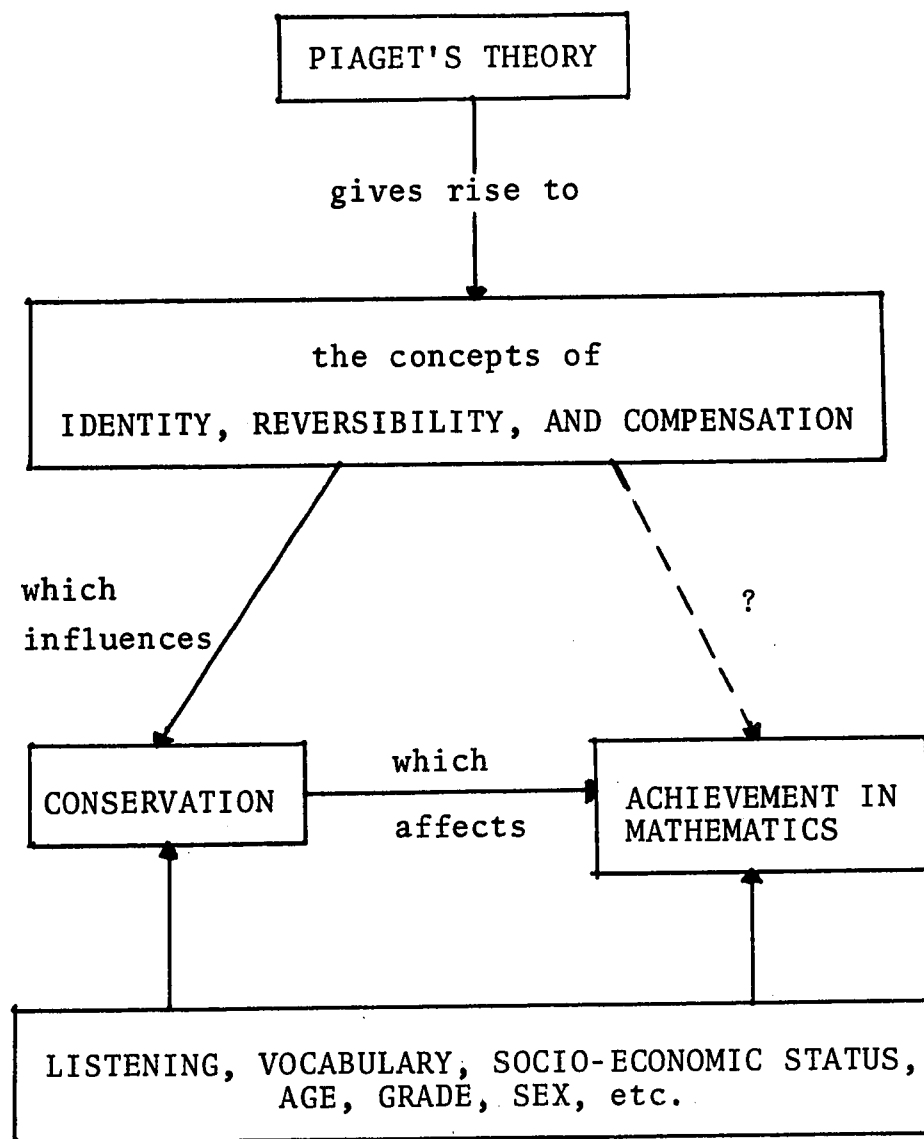 PIAGET'S THEORY
gives rise to
the concepts of
IDENTITY, REVERSIBILITY, AND COMPENSATION
which
influences
?
CONSERVATION
which
affects
ACHIEVEMENT IN
MATHEMATICS
LISTENING, VOCABULARY, SOCIO-ECONOMIC STATUS,
AGE, GRADE, SEX, etc.